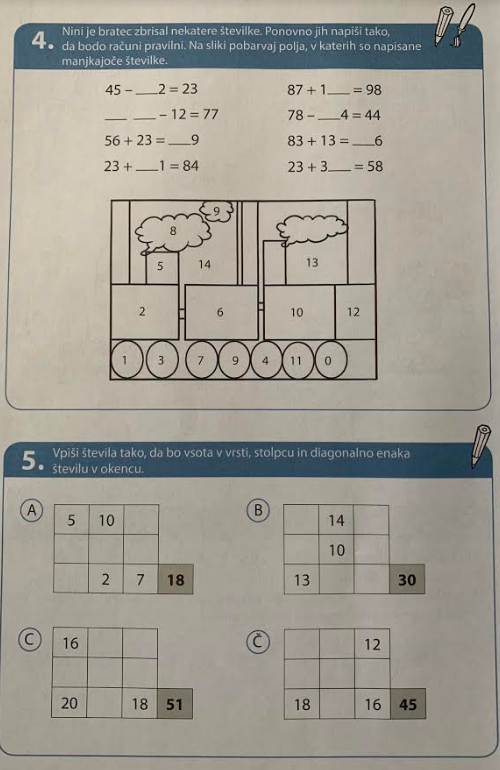 4. Nini je bratec zbrisal nekatere številke. Ponovno jih napiši tako,
da bodo računi pravilni. Na sliki pobarvaj polja, v katerih so napisane
manjkajoče številke.
45 – ___2 = 23
87 + 1___ = 98
___ ___ – 12 = 77
78 – ___4 = 44
56 + 23 = ___9
83 + 13 = ___6
23 + ___1 = 84
23 + 3___ = 58
9
8
5 14 13
2 6 10 12
1 3 7 9 4 11 0
5. Vpiši števila tako, da bo vsota v vrsti, stolpcu in diagonalno enaka
številu v okencu.
A
5 10
2 7 18
B
14
10
13 30
C
16
20 18 51
Č
12
18 16 45